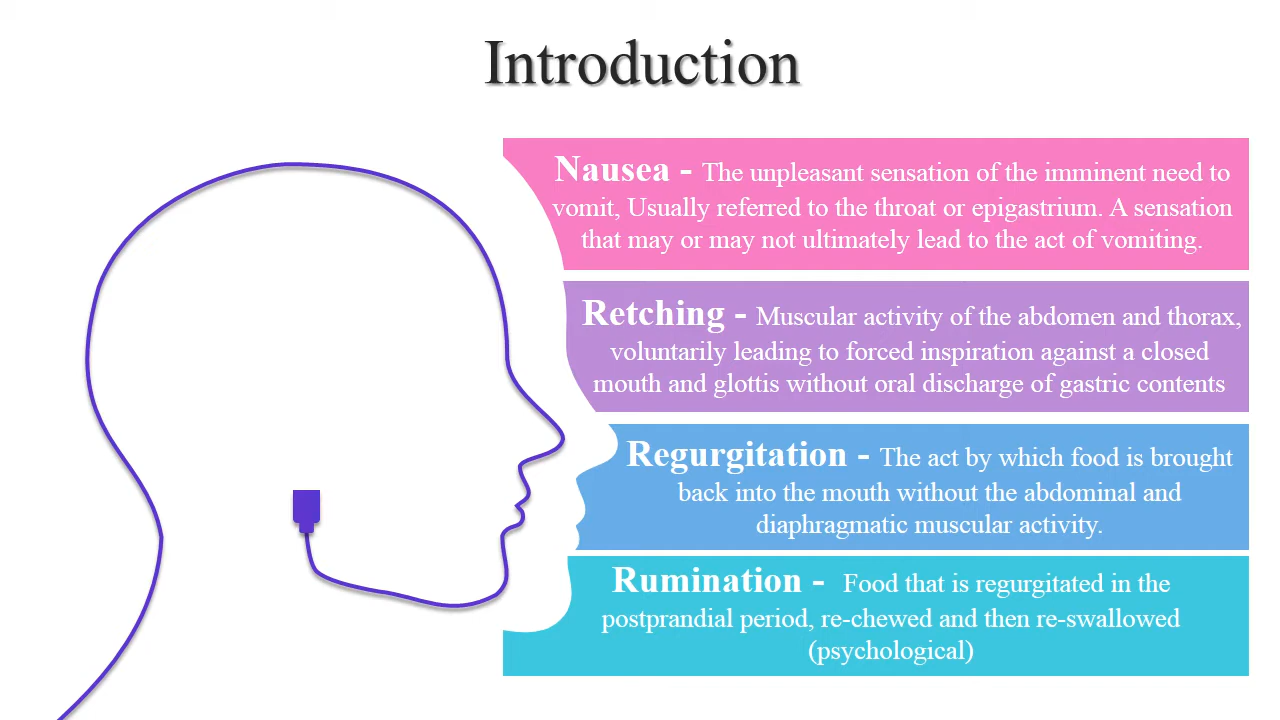 Introduction
Nausea - The unpleasant sensation of the imminent need to
vomit, Usually referred to the throat or epigastrium. A sensation
that may or may not ultimately lead to the act of vomiting.
Retching - Muscular activity of the abdomen and thorax,
voluntarily leading to forced inspiration against a closed
mouth and glottis without oral discharge of gastric contents
Regurgitation - The act by which food is brought
back into the mouth without the abdominal and
diaphragmatic muscular activity.
Rumination - Food that is regurgitated in the
postprandial period, re-chewed and then re-swallowed
(psychological)